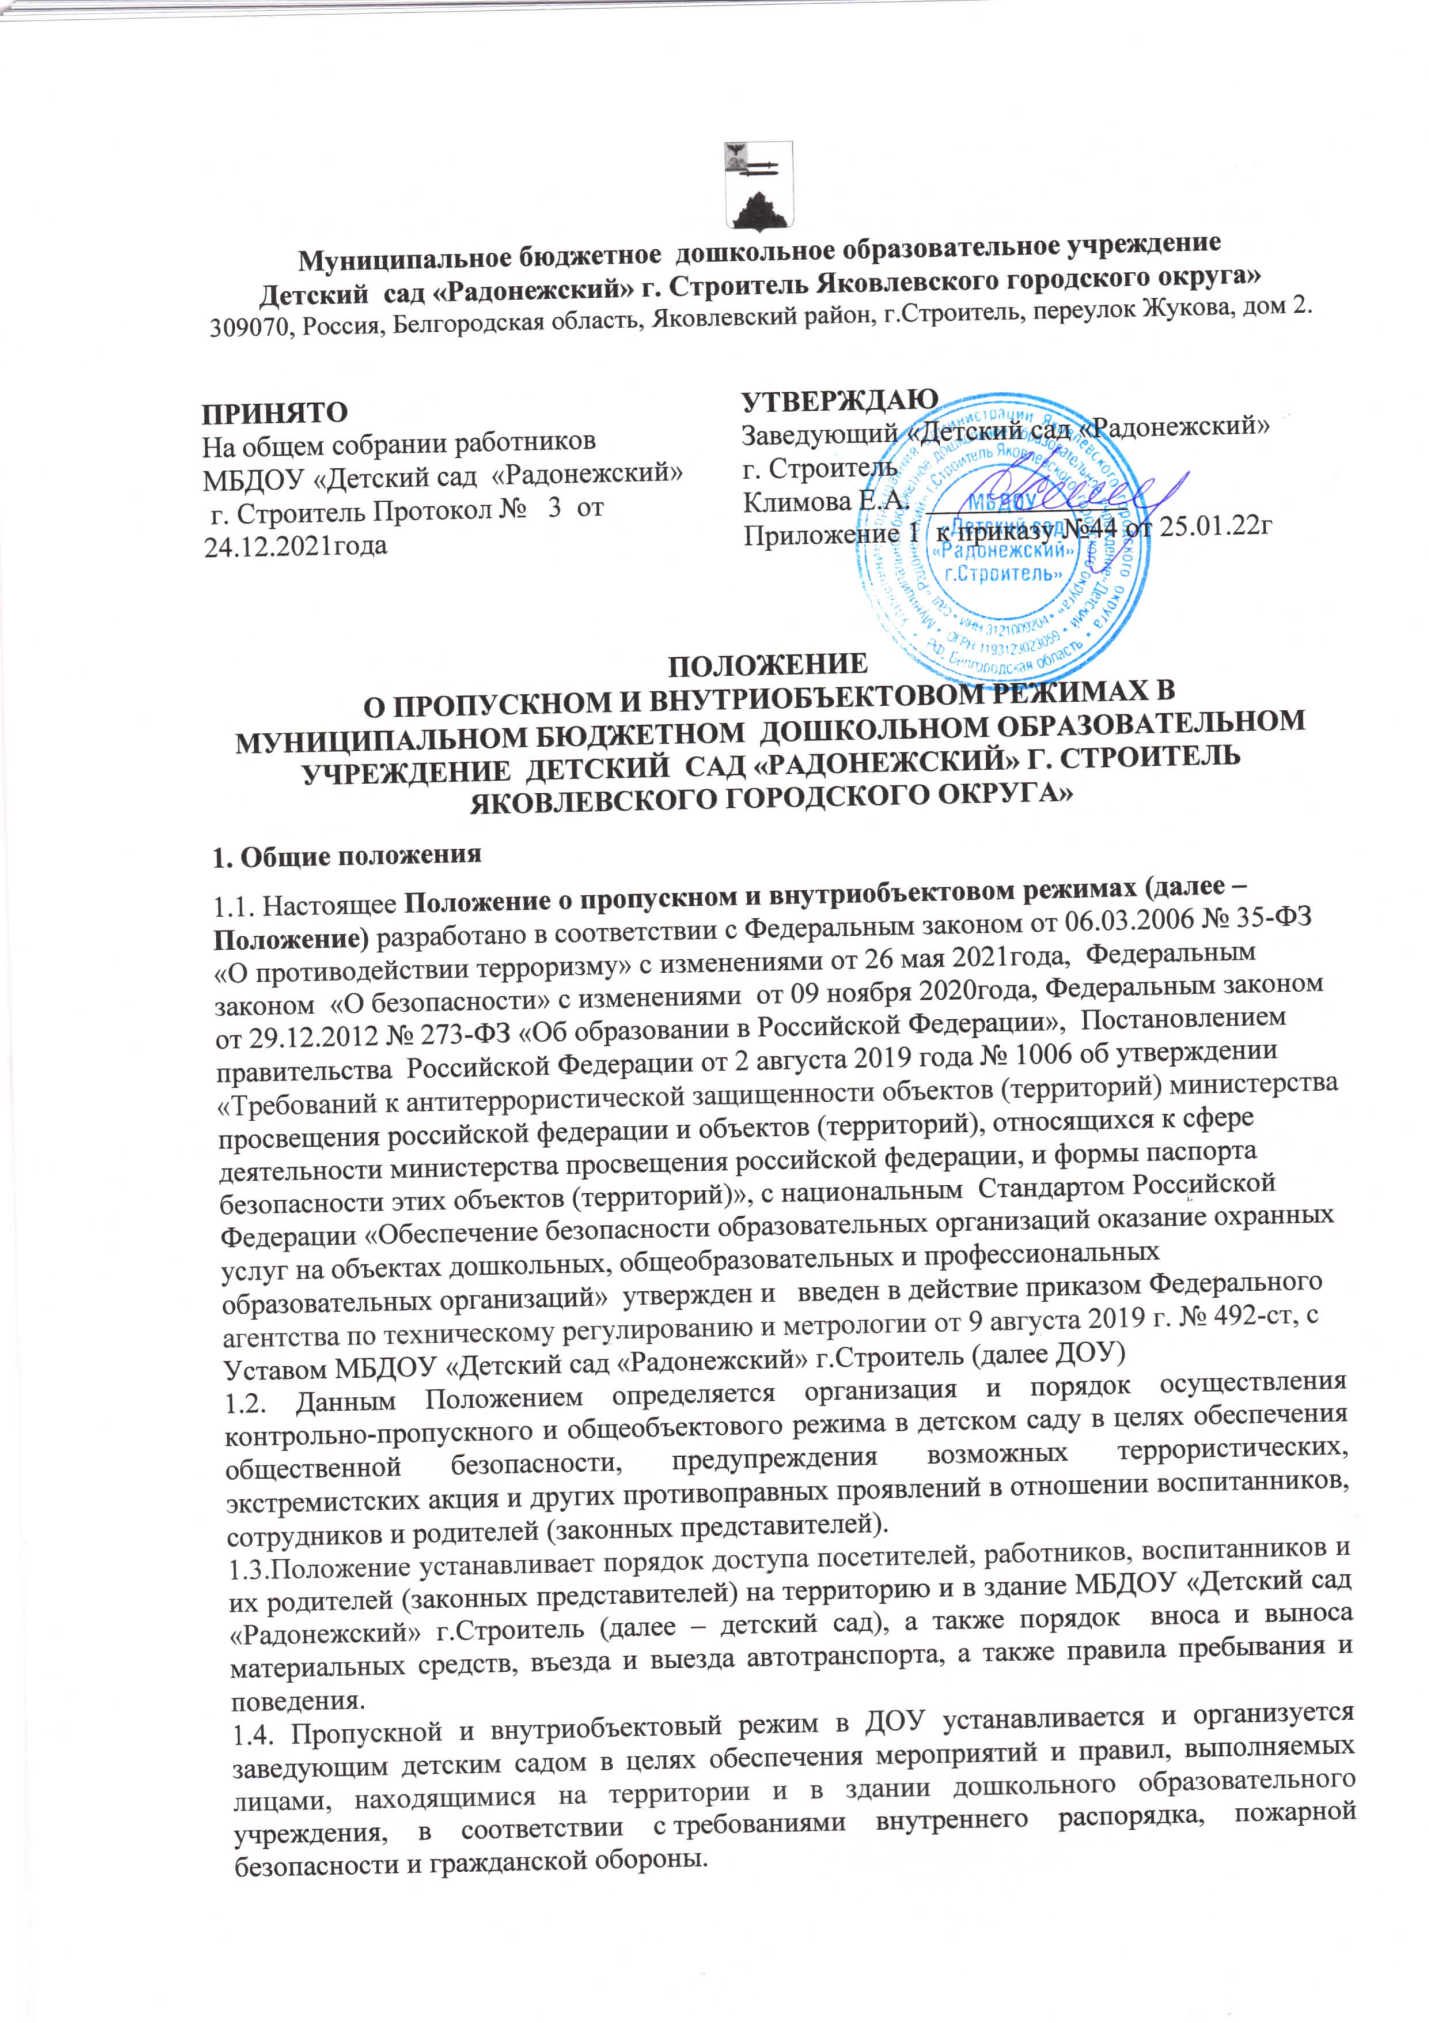 Муниципальное бюджетное дошкольное образовательное учреждение
Детский сад «Радонежский» г. Строитель Яковлевского городского округа»
309070, Россия, Белгородская область, Яковлевский район, г.Строитель, переулок Жукова, дом 2.
ПРИНЯТО
На общем собрании работников
МБДОУ «Детский сад «Радонежский»
г. Строитель Протокол № 3 от
24.12.2021года
УТВЕРЖДАЮ
Заведующий «Детский сад «Радонежский»
г. Строитель
Климова Е.А.
Приложение 1 к приказу №44 от 25.01.22г
МБДОУ
«Детский сад
«Радонежский»
г.Строитель»
ИНН 3121009204
ОГРН 1193123023059
РФ, Белгородская область
ПОЛОЖЕНИЕ
О ПРОПУСКНОМ И ВНУТРИОБЪЕКТОВОМ РЕЖИМАХ В
МУНИЦИПАЛЬНОМ БЮДЖЕТНОМ ДОШКОЛЬНОМ ОБРАЗОВАТЕЛЬНОМ
УЧРЕЖДЕНИЕ ДЕТСКИЙ САД «РАДОНЕЖСКИЙ» Г. СТРОИТЕЛЬ
ЯКОВЛЕВСКОГО ГОРОДСКОГО ОКРУГА»
1. Общие положения
1.1. Настоящее Положение о пропускном и внутриобъектовом режимах (далее –
Положение) разработано в соответствии с Федеральным законом от 06.03.2006 № 35-ФЗ
«О противодействии терроризму» с изменениями от 26 мая 2021года, Федеральным
законом «О безопасности» с изменениями от 09 ноября 2020года, Федеральным законом
от 29.12.2012 № 273-ФЗ «Об образовании в Российской Федерации», Постановлением
правительства Российской Федерации от 2 августа 2019 года № 1006 об утверждении
«Требований к антитеррористической защищенности объектов (территорий) министерства
просвещения российской федерации и объектов (территорий), относящихся к сфере
деятельности министерства просвещения российской федерации, и формы паспорта
безопасности этих объектов (территорий)», с национальным Стандартом Российской
Федерации «Обеспечение безопасности образовательных организаций оказание охранных
услуг на объектах дошкольных, общеобразовательных и профессиональных
образовательных организаций» утвержден и введен в действие приказом Федерального
агентства по техническому регулированию и метрологии от 9 августа 2019 г. № 492-ст, с
Уставом МБДОУ «Детский сад «Радонежский» г.Строитель (далее ДОУ)
1.2. Данным Положением определяется организация и порядок осуществления
контрольно-пропускного и общеобъектового режима в детском саду в целях обеспечения
общественной безопасности, предупреждения возможных террористических,
экстремистских акция и других противоправных проявлений в отношении воспитанников,
сотрудников и родителей (законных представителей).
1.3.Положение устанавливает порядок доступа посетителей, работников, воспитанников и
их родителей (законных представителей) на территорию и в здание МБДОУ «Детский сад
«Радонежский» г.Строитель (далее – детский сад), а также порядок вноса и выноса
материальных средств, въезда и выезда автотранспорта, а также правила пребывания и
поведения.
1.4. Пропускной и внутриобъектовый режим в ДОУ устанавливается и организуется
заведующим детским садом в целях обеспечения мероприятий и правил, выполняемых
лицами, находящимися на территории и в здании дошкольного образовательного
учреждения, в соответствии с требованиями внутреннего распорядка, пожарной
безопасности и гражданской обороны.